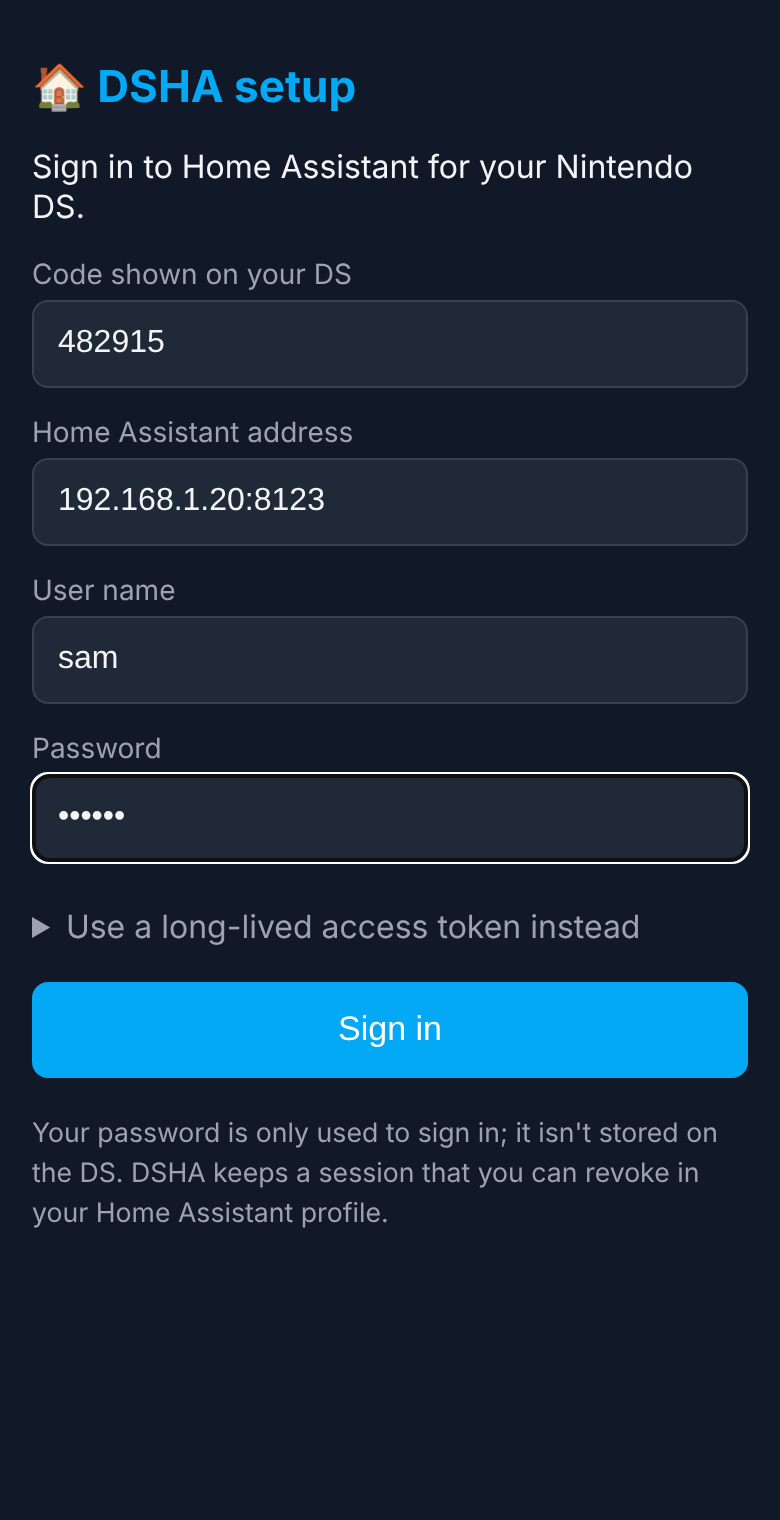 🏠 DSHA setup
Sign in to Home Assistant for your Nintendo
DS.
Code shown on your DS
482915
Home Assistant address
192.168.1.20:8123
User name
sam
Password
••••••
▶ Use a long-lived access token instead
Sign in
Your password is only used to sign in; it isn't stored on
the DS. DSHA keeps a session that you can revoke in
your Home Assistant profile.